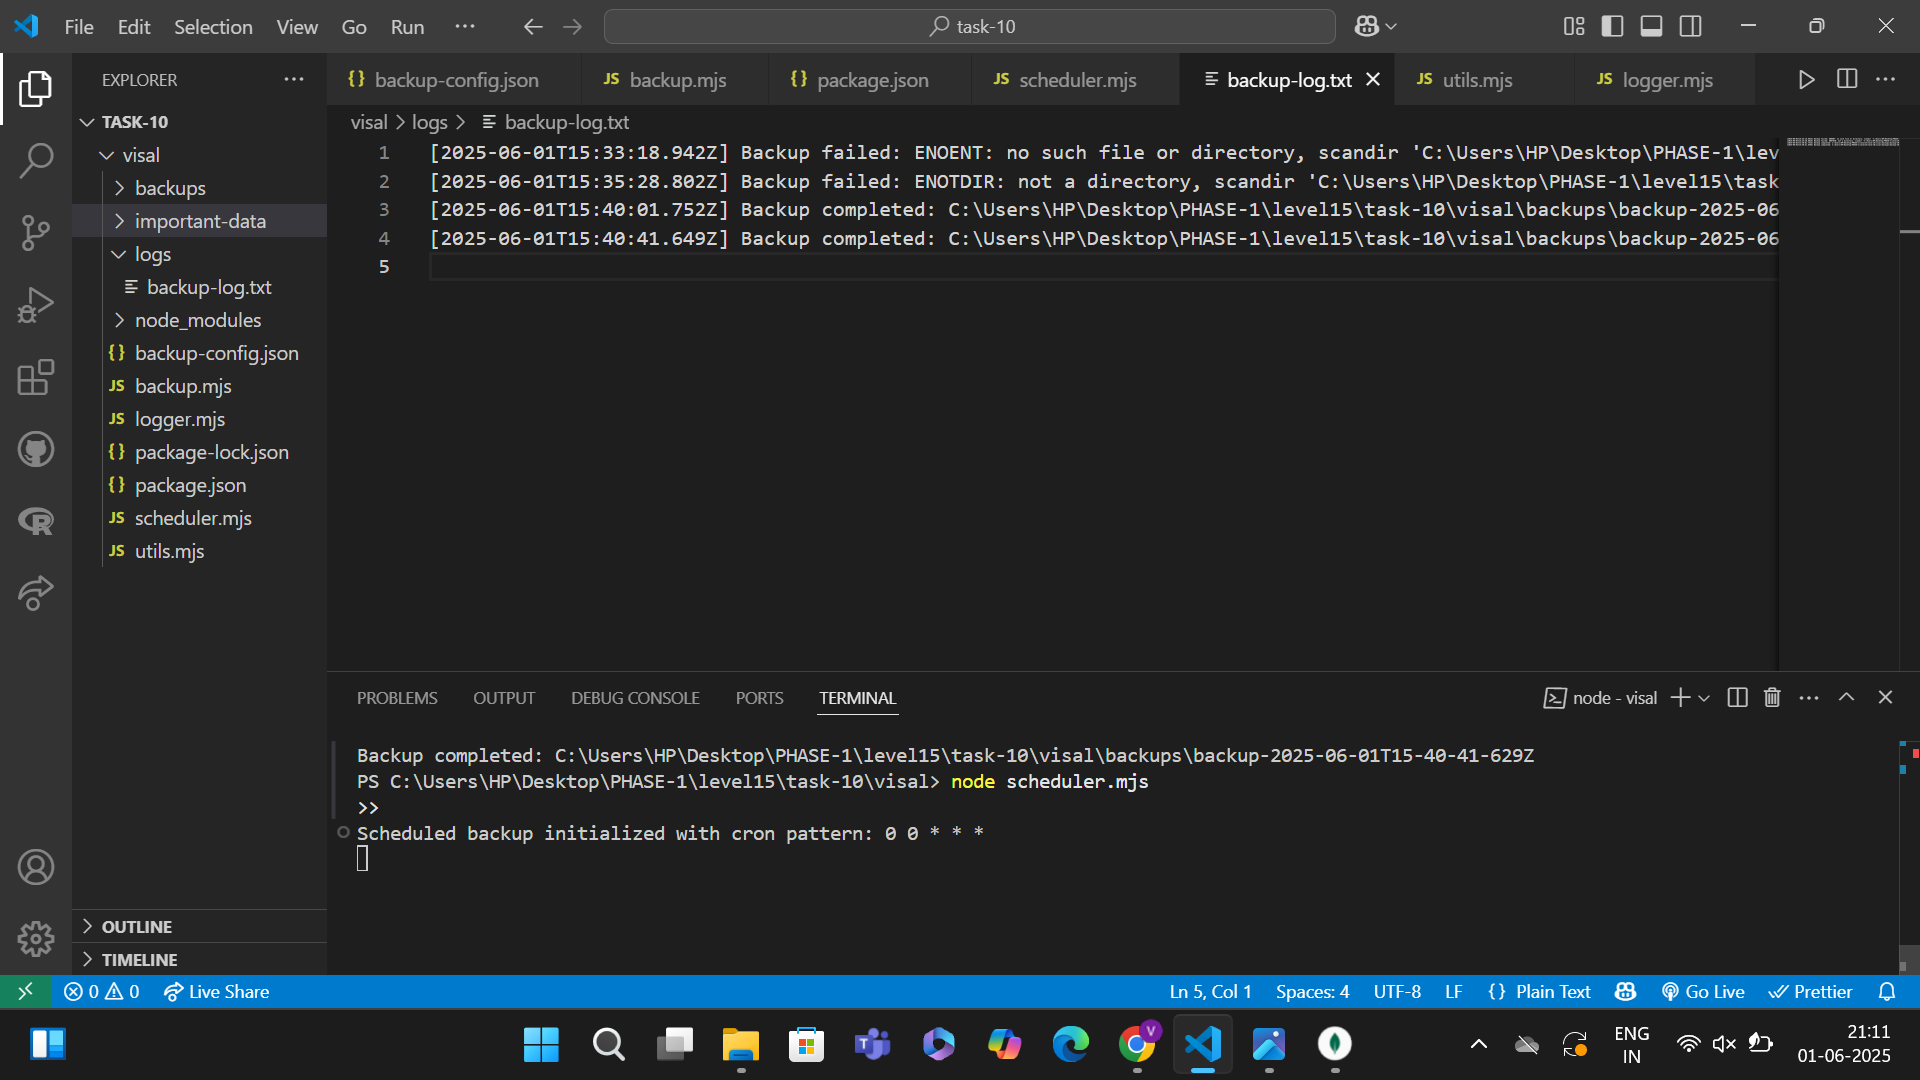 File Edit Selection View Go Run ··· task-10
EXPLORER ···
TASK-10
visal
backups
important-data
logs
backup-log.txt
node_modules
{} backup-config.json
JS backup.mjs
JS logger.mjs
{} package-lock.json
{} package.json
JS scheduler.mjs
JS utils.mjs
OUTLINE
TIMELINE
{} backup-config.json JS backup.mjs {} package.json JS scheduler.mjs backup-log.txt JS utils.mjs JS logger.mjs
visal > logs > backup-log.txt
1 [2025-06-01T15:33:18.942Z] Backup failed: ENOENT: no such file or directory, scandir 'C:\Users\HP\Desktop\PHASE-1\lev
2 [2025-06-01T15:35:28.802Z] Backup failed: ENOTDIR: not a directory, scandir 'C:\Users\HP\Desktop\PHASE-1\level15\task
3 [2025-06-01T15:40:01.752Z] Backup completed: C:\Users\HP\Desktop\PHASE-1\level15\task-10\visal\backups\backup-2025-06
4 [2025-06-01T15:40:41.649Z] Backup completed: C:\Users\HP\Desktop\PHASE-1\level15\task-10\visal\backups\backup-2025-06
5
PROBLEMS OUTPUT DEBUG CONSOLE PORTS TERMINAL node - visal
Backup completed: C:\Users\HP\Desktop\PHASE-1\level15\task-10\visal\backups\backup-2025-06-01T15-40-41-629Z
PS C:\Users\HP\Desktop\PHASE-1\level15\task-10\visal> node scheduler.mjs
>>
Scheduled backup initialized with cron pattern: 0 0 * * *
0 0 Live Share Ln 5, Col 1 Spaces: 4 UTF-8 LF {} Plain Text Go Live Prettier
V
ENG
IN
21:11
01-06-2025